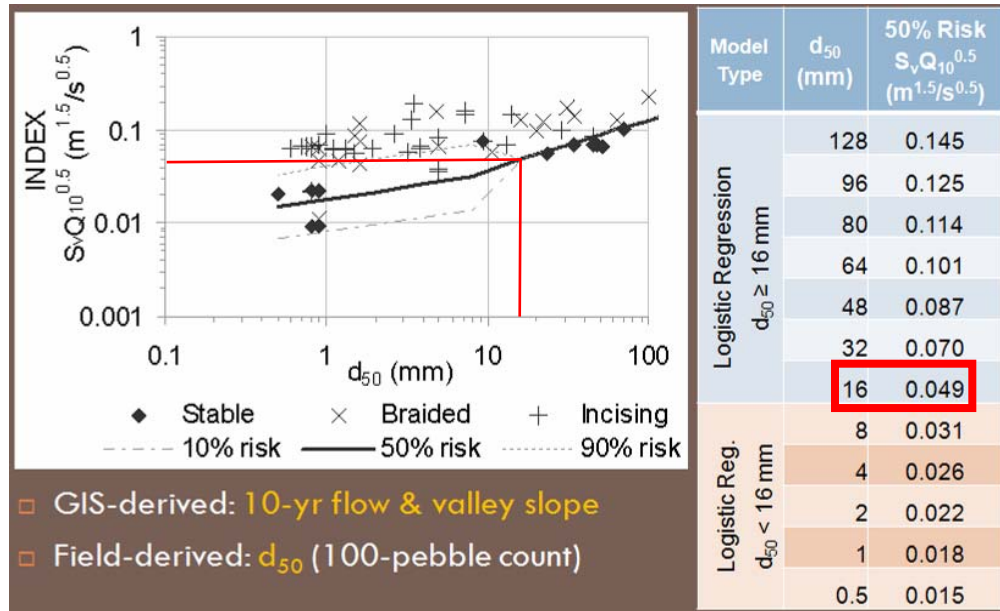 INDEX
SᵥQ₁₀^0.5 (m^1.5/s^0.5)
1
0.1
0.01
0.001
0.1 1 10 100
d₅₀ (mm)
◆ Stable × Braided + Incising
10% risk 50% risk 90% risk
GIS-derived: 10-yr flow & valley slope
Field-derived: d₅₀ (100-pebble count)
Model Type d₅₀ (mm) 50% Risk SᵥQ₁₀^0.5 (m^1.5/s^0.5)
Logistic Regression
d₅₀ ≥ 16 mm
128 0.145
96 0.125
80 0.114
64 0.101
48 0.087
32 0.070
16 0.049
Logistic Reg.
d₅₀ < 16 mm
8 0.031
4 0.026
2 0.022
1 0.018
0.5 0.015